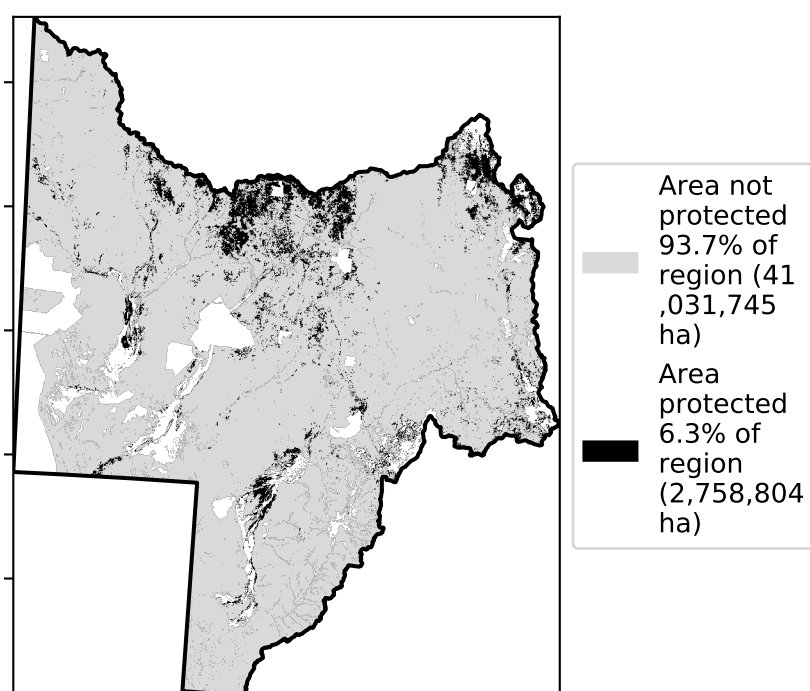 Area not
protected
93.7% of
region (41
,031,745
ha)
Area
protected
6.3% of
region
(2,758,804
ha)